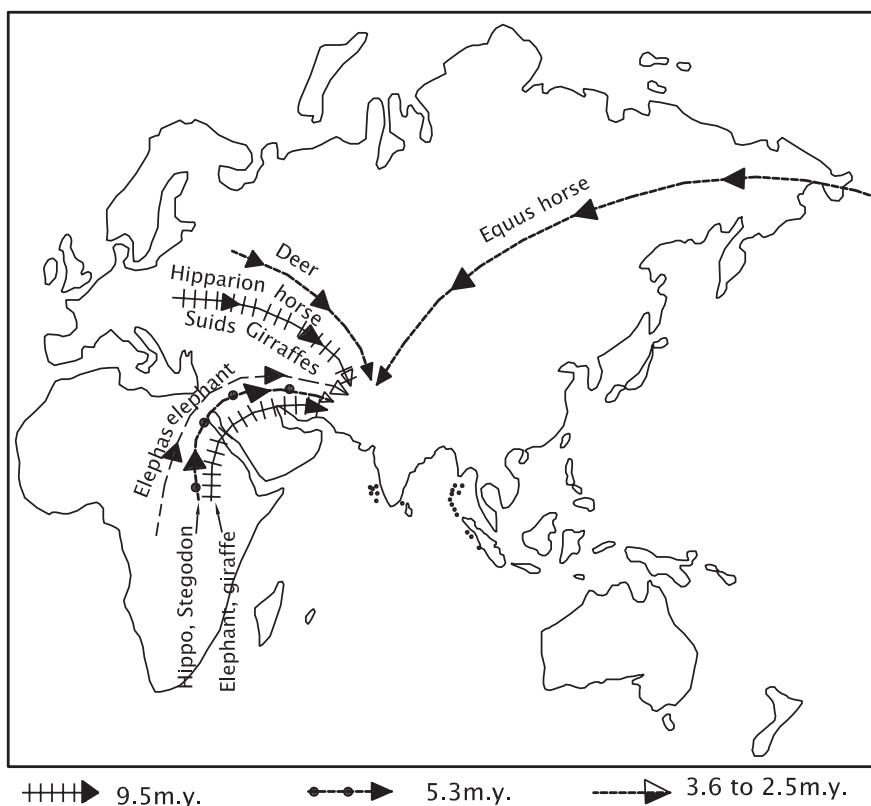 Equus horse
Deer
Hipparion horse
Suids Girraffes
Elephas elephant
Hippo, Stegodon
Elephant, giraffe
9.5m.y.
5.3m.y.
3.6 to 2.5m.y.